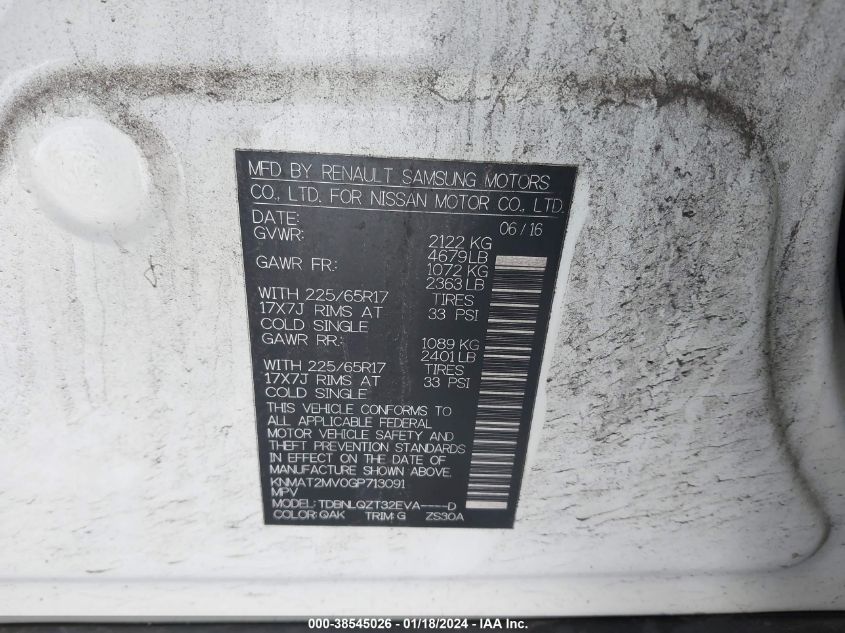 MFD BY RENAULT SAMSUNG MOTORS
CO., LTD. FOR NISSAN MOTOR CO., LTD.
DATE: 06/16
GVWR: 2122 KG
4679 LB
GAWR FR.: 1072 KG
2363 LB
WITH 225/65R17 TIRES
17X7J RIMS AT 33 PSI
COLD SINGLE
GAWR RR.: 1089 KG
2401 LB
WITH 225/65R17 TIRES
17X7J RIMS AT 33 PSI
COLD SINGLE
THIS VEHICLE CONFORMS TO
ALL APPLICABLE FEDERAL
MOTOR VEHICLE SAFETY AND
THEFT PREVENTION STANDARDS
IN EFFECT ON THE DATE OF
MANUFACTURE SHOWN ABOVE.
KNMAT2MV0GP713091
MPV
MODEL: TDBNLQZT32EVA----D
COLOR: QAK TRIM: G ZS30A
000-38545026 - 01/18/2024 - IAA Inc.